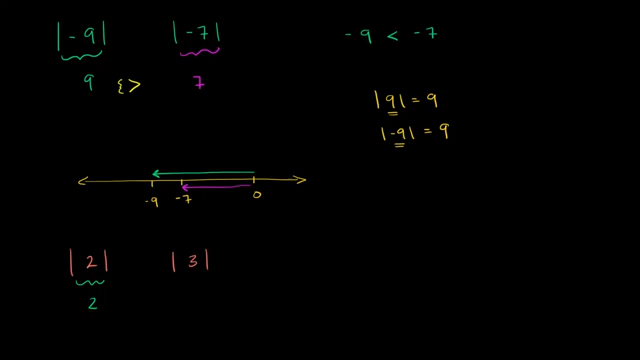 |-9| |-7| -9 < -7
9 > 7
|9| = 9
|-9| = 9
-9 -7 0
|2| |3|
2